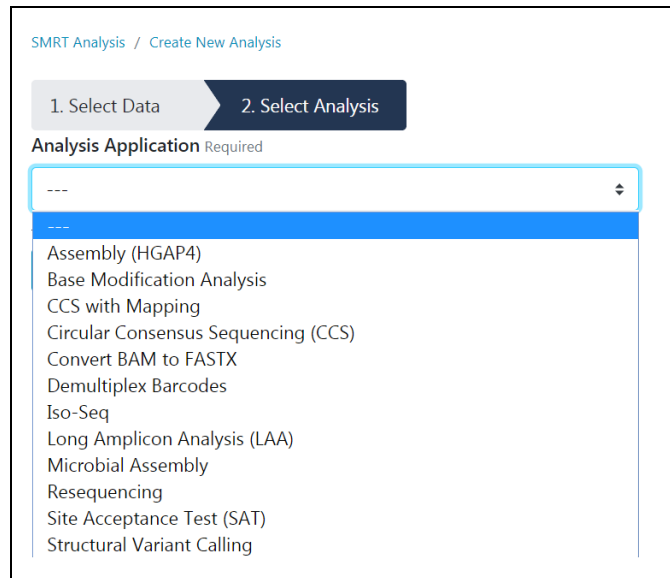 SMRT Analysis / Create New Analysis
1. Select Data
2. Select Analysis
Analysis Application Required
---
---
Assembly (HGAP4)
Base Modification Analysis
CCS with Mapping
Circular Consensus Sequencing (CCS)
Convert BAM to FASTX
Demultiplex Barcodes
Iso-Seq
Long Amplicon Analysis (LAA)
Microbial Assembly
Resequencing
Site Acceptance Test (SAT)
Structural Variant Calling